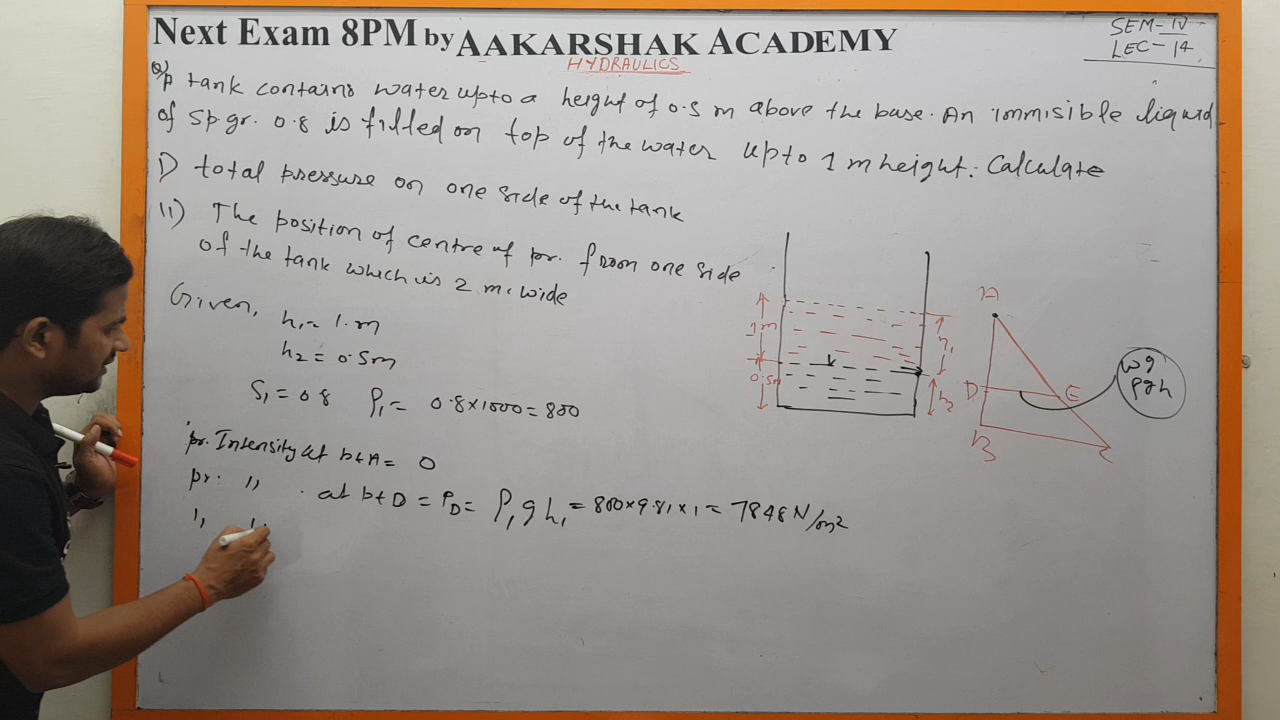 Next Exam 8PM by AAKARSHAK ACADEMY
SEM-IV
LEC-14
HYDRAULICS
Q) A tank contains water upto a height of 0.5 m above the base. An immisible liquid
of sp.gr. 0.8 is filled on top of the water upto 1 m height. Calculate
I) total pressure on one side of the tank
II) The position of centre of pr. from one side
of the tank which is 2 m. wide
Given,
h₁ = 1.m
h₂ = 0.5m
S₁ = 0.8 ρ₁ = 0.8×1000 = 800
pr. Intensity at pt A = 0
pr. ,, at pt D = P_D = ρ₁gh₁ = 800×9.81×1 = 7848 N/m²
,, ,,
1m
0.5m
h₁
h₂
A
D
E
B
C
wg
ρgh